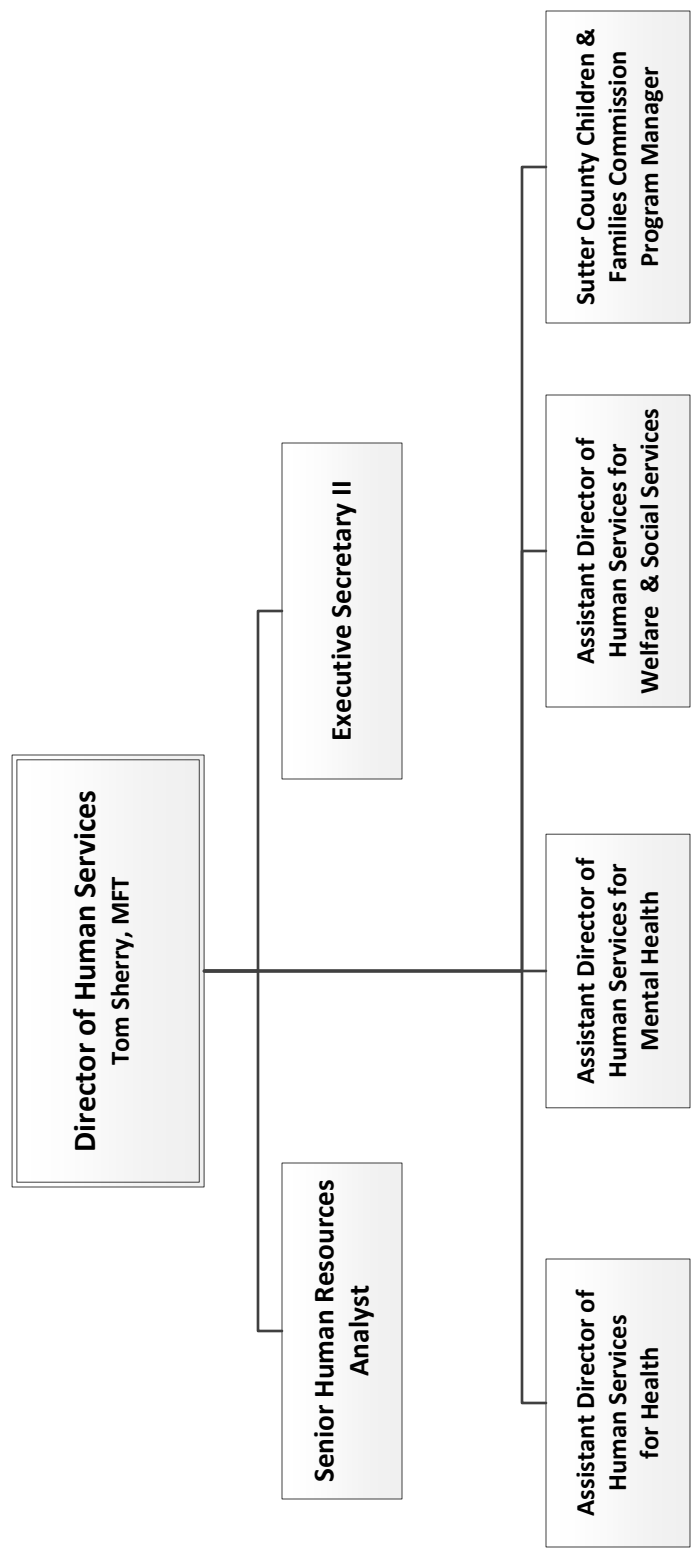 Director of Human Services
Tom Sherry, MFT
Senior Human Resources
Analyst
Executive Secretary II
Assistant Director of
Human Services
for Health
Assistant Director of
Human Services for
Mental Health
Assistant Director of
Human Services for
Welfare & Social Services
Sutter County Children &
Families Commission
Program Manager